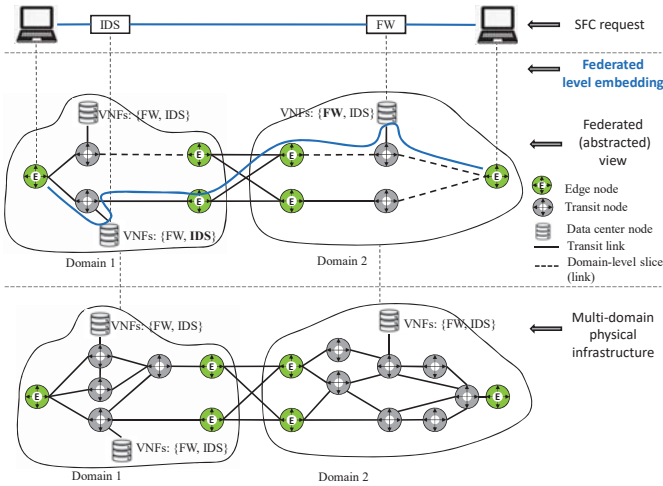 IDS
FW
SFC request
Federated
level embedding
VNFs: {FW, IDS}
VNFs: {FW, IDS}
Federated
(abstracted)
view
E
E
E
E
E
E
VNFs: {FW, IDS}
Domain 1
Domain 2
E
Edge node
Transit node
Data center node
Transit link
Domain-level slice
(link)
VNFs: {FW, IDS}
VNFs: {FW, IDS}
Multi-domain
physical
infrastructure
E
E
E
E
E
E
VNFs: {FW, IDS}
Domain 1
Domain 2